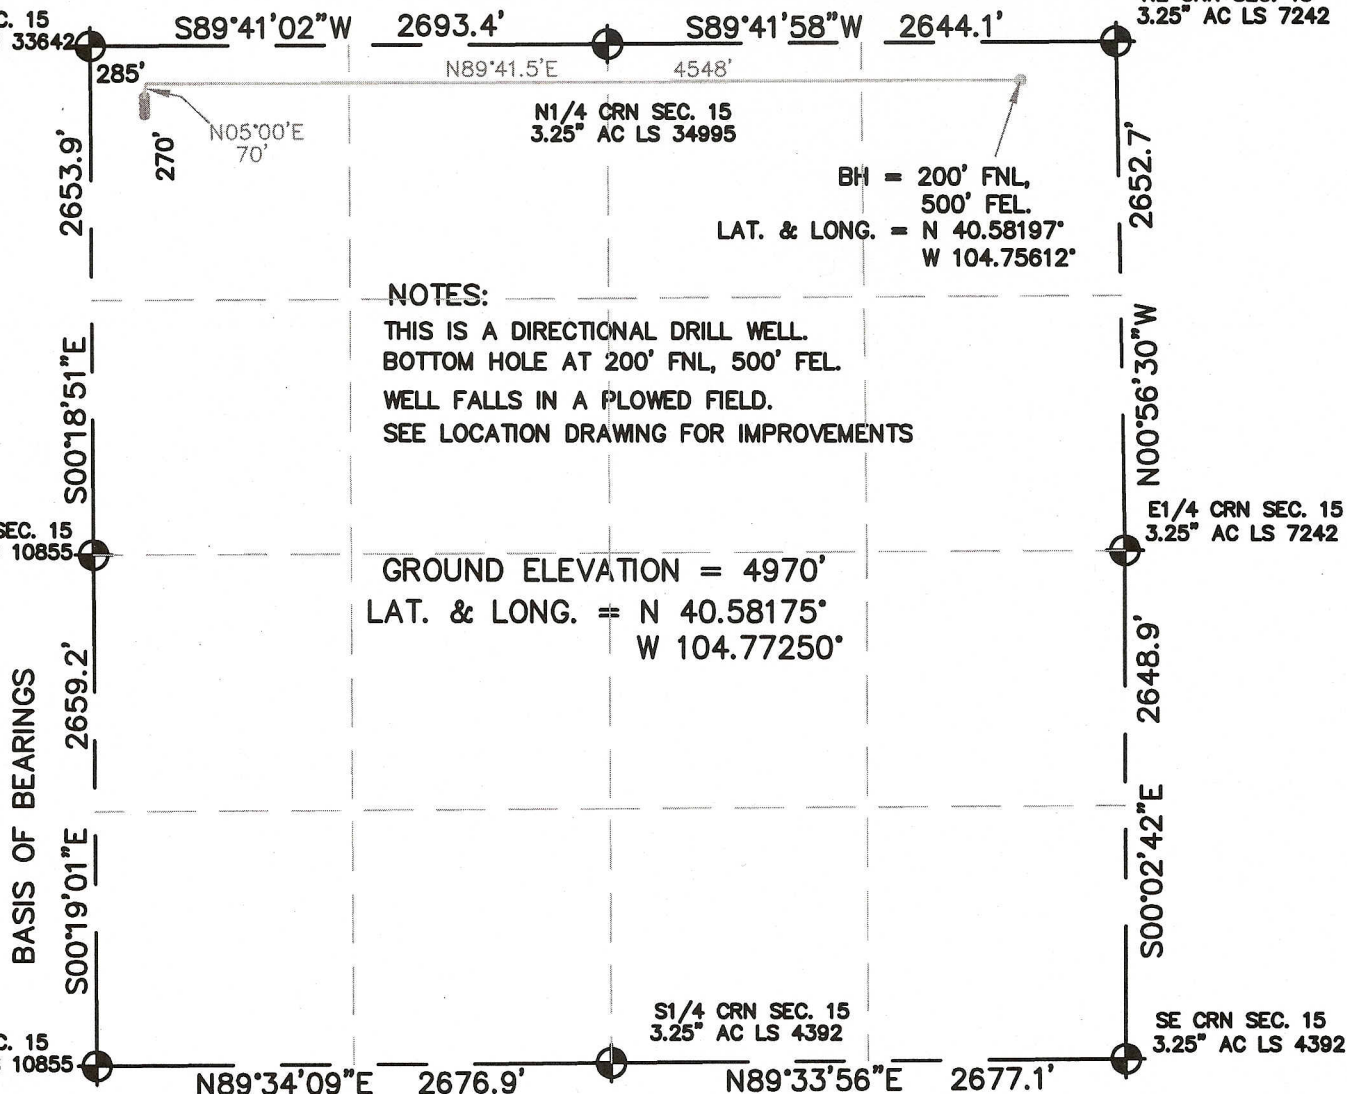 C. 15
33642
S89°41'02"W 2693.4'
S89°41'58"W 2644.1'
3.25" AC LS 7242
285'
N89°41.5'E 4548'
N1/4 CRN SEC. 15
3.25" AC LS 34995
N05°00'E
70'
270'
2653.9'
2652.7'
BH = 200' FNL,
500' FEL.
LAT. & LONG. = N 40.58197°
W 104.75612°
NOTES:
THIS IS A DIRECTIONAL DRILL WELL.
BOTTOM HOLE AT 200' FNL, 500' FEL.
WELL FALLS IN A PLOWED FIELD.
SEE LOCATION DRAWING FOR IMPROVEMENTS
S00°18'51"E
N00°56'30"W
SEC. 15
10855
E1/4 CRN SEC. 15
3.25" AC LS 7242
GROUND ELEVATION = 4970'
LAT. & LONG. = N 40.58175°
W 104.77250°
2659.2'
2648.9'
BASIS OF BEARINGS
S00°19'01"E
S00°02'42"E
C. 15
10855
S1/4 CRN SEC. 15
3.25" AC LS 4392
SE CRN SEC. 15
3.25" AC LS 4392
N89°34'09"E 2676.9'
N89°33'56"E 2677.1'